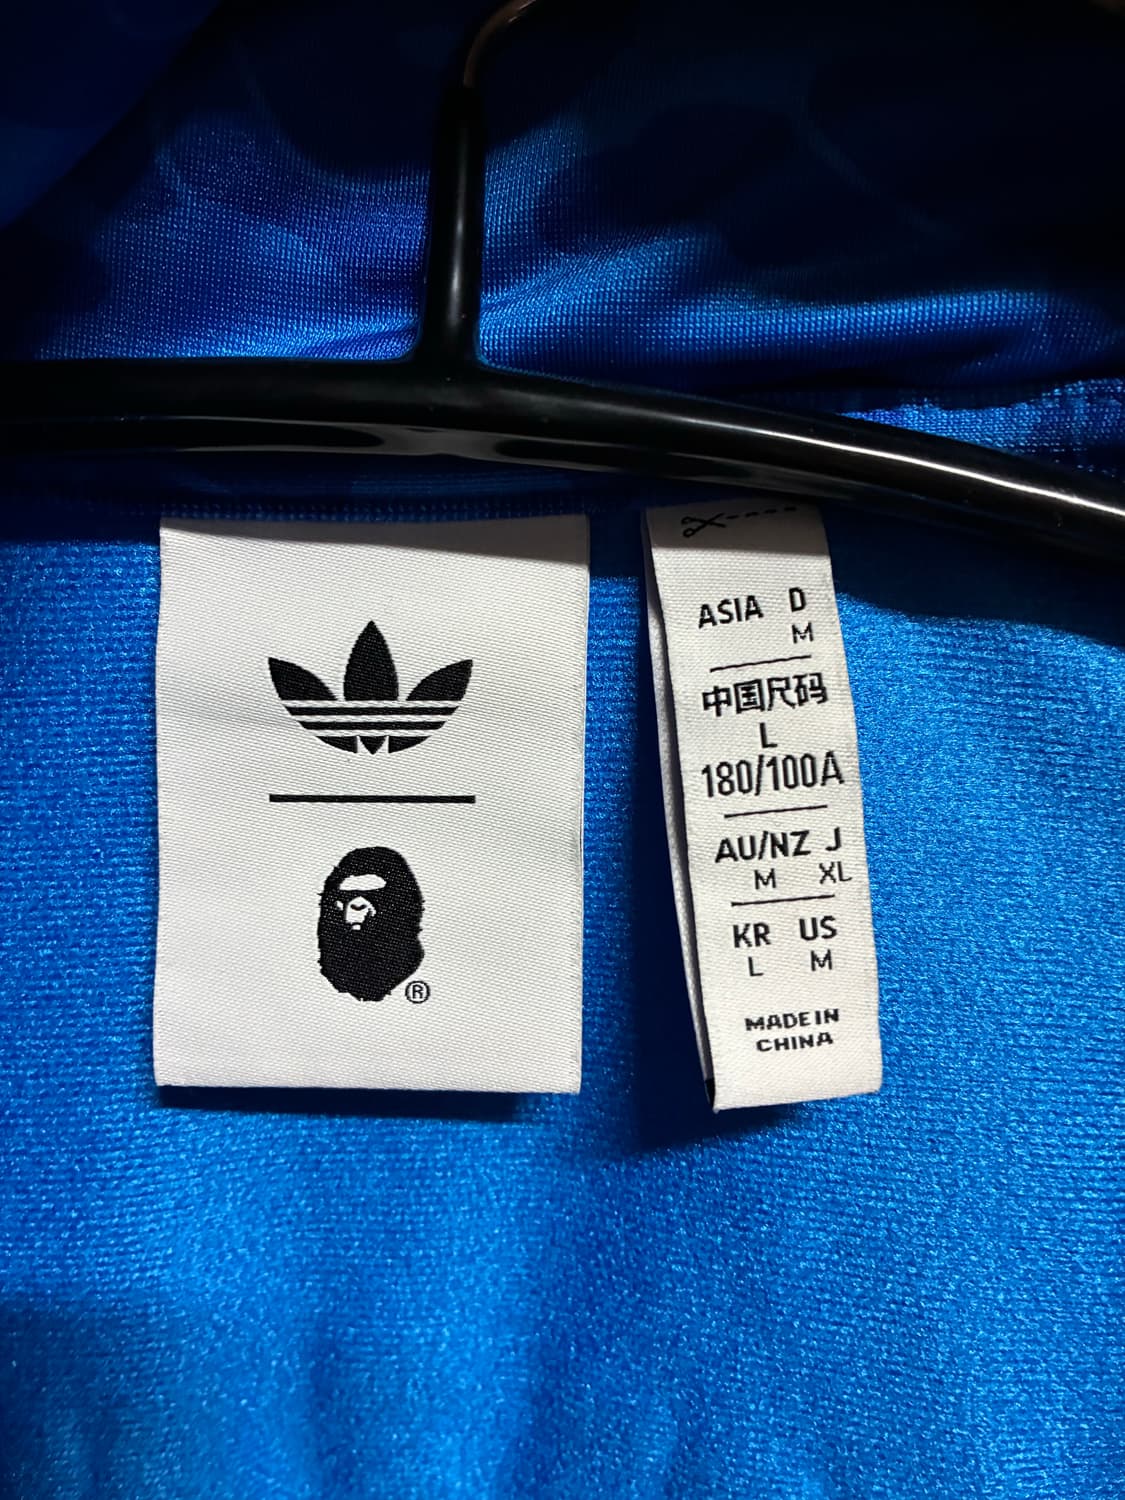 ®
ASIA D
M
中国尺码
L
180/100A
AU/NZ J
M XL
KR US
L M
MADE IN
CHINA